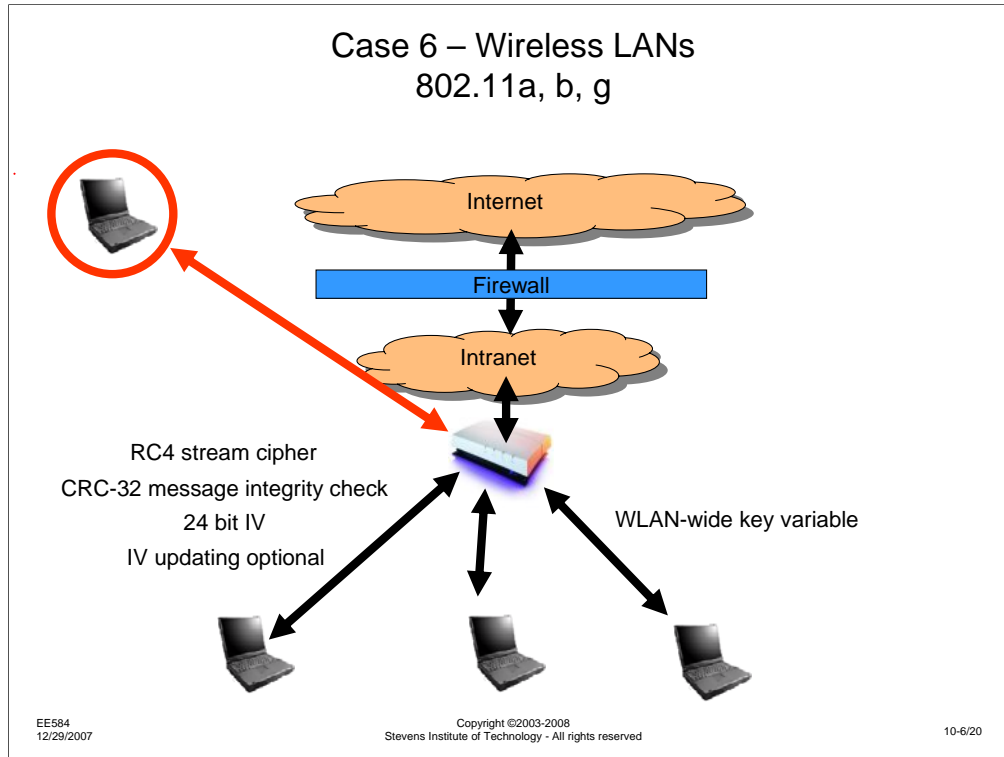 Case 6 – Wireless LANs
802.11a, b, g
Internet
Firewall
Intranet
RC4 stream cipher
CRC-32 message integrity check
24 bit IV
IV updating optional
WLAN-wide key variable
EE584
12/29/2007
Copyright ©2003-2008
Stevens Institute of Technology - All rights reserved
10-6/20